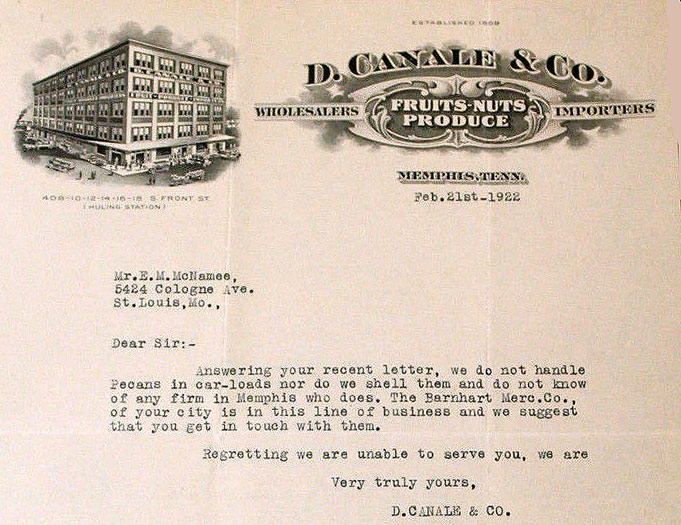 ESTABLISHED 1866
D. CANALE & CO.
WHOLESALERS
FRUITS-NUTS
PRODUCE
IMPORTERS
MEMPHIS, TENN.
408-10-12-14-16-18 S. FRONT ST.
(HULING STATION)
Feb.21st-1922
Mr.E.M.McNamee,
5424 Cologne Ave.
St.Louis,Mo.,
Dear Sir:-
Answering your recent letter, we do not handle
Pecans in car-loads nor do we shell them and do not know
of any firm in Memphis who does. The Barnhart Merc.Co.,
of your city is in this line of business and we suggest
that you get in touch with them.
Regretting we are unable to serve you, we are
Very truly yours,
D.CANALE & CO.